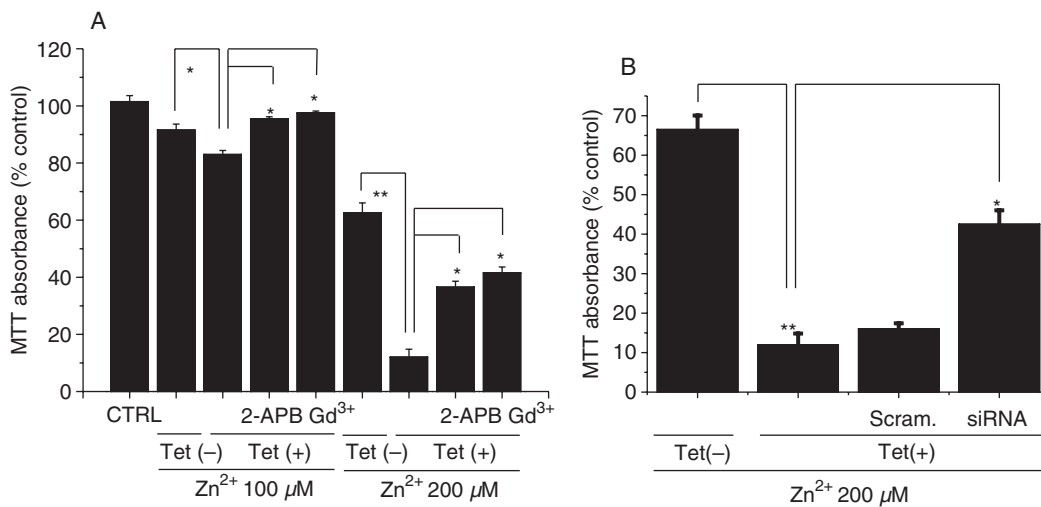 A
MTT absorbance (% control)
120
100
80
60
40
20
0
*
*
*
**
*
*
CTRL
2-APB Gd³⁺
2-APB Gd³⁺
Tet (–)
Tet (+)
Tet (–)
Tet (+)
Zn²⁺ 100 µM
Zn²⁺ 200 µM
B
MTT absorbance (% control)
70
60
50
40
30
20
10
0
**
*
Scram.
siRNA
Tet(–)
Tet(+)
Zn²⁺ 200 µM